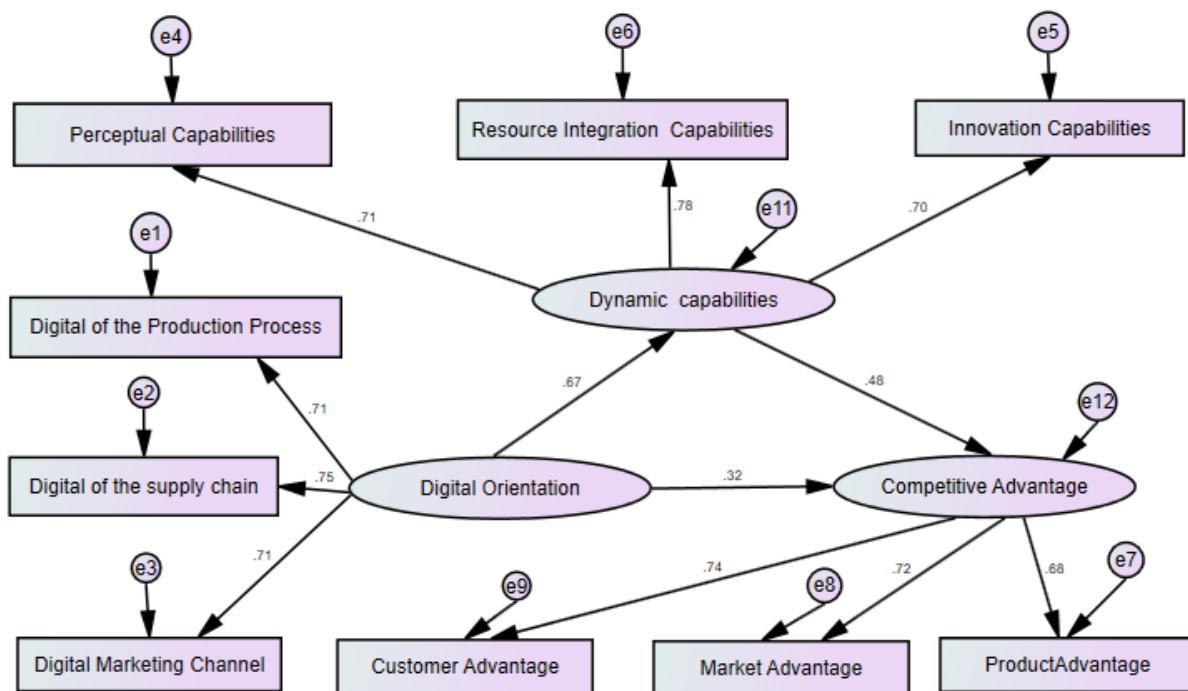 e4
e6
e5
Perceptual Capabilities
Resource Integration Capabilities
Innovation Capabilities
.71
.78
.70
e11
e1
Dynamic capabilities
Digital of the Production Process
.67
.48
e2
.71
e12
Digital of the supply chain
.75
Digital Orientation
.32
Competitive Advantage
.71
e3
.74
.72
.68
e9
e8
e7
Digital Marketing Channel
Customer Advantage
Market Advantage
ProductAdvantage